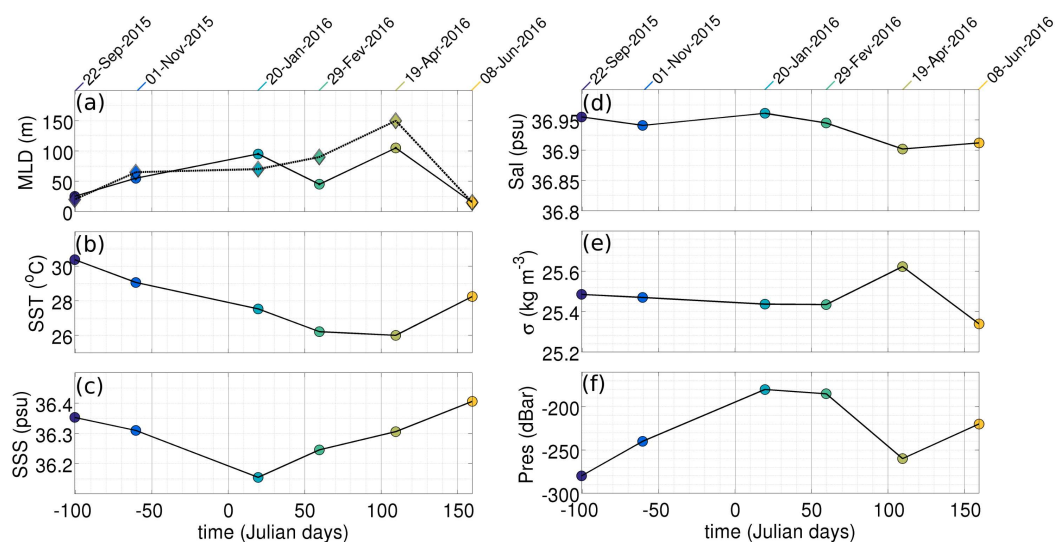 22-Sep-2015
01-Nov-2015
20-Jan-2016
29-Fev-2016
19-Apr-2016
08-Jun-2016
22-Sep-2015
01-Nov-2015
20-Jan-2016
29-Fev-2016
19-Apr-2016
08-Jun-2016
(a)
MLD (m)
150
100
50
0
(b)
SST (°C)
30
28
26
(c)
SSS (psu)
36.4
36.3
36.2
-100 -50 0 50 100 150
time (Julian days)
(d)
Sal (psu)
36.95
36.9
36.85
36.8
(e)
σ (kg m⁻³)
25.6
25.4
25.2
(f)
Pres (dBar)
-200
-250
-300
-100 -50 0 50 100 150
time (Julian days)